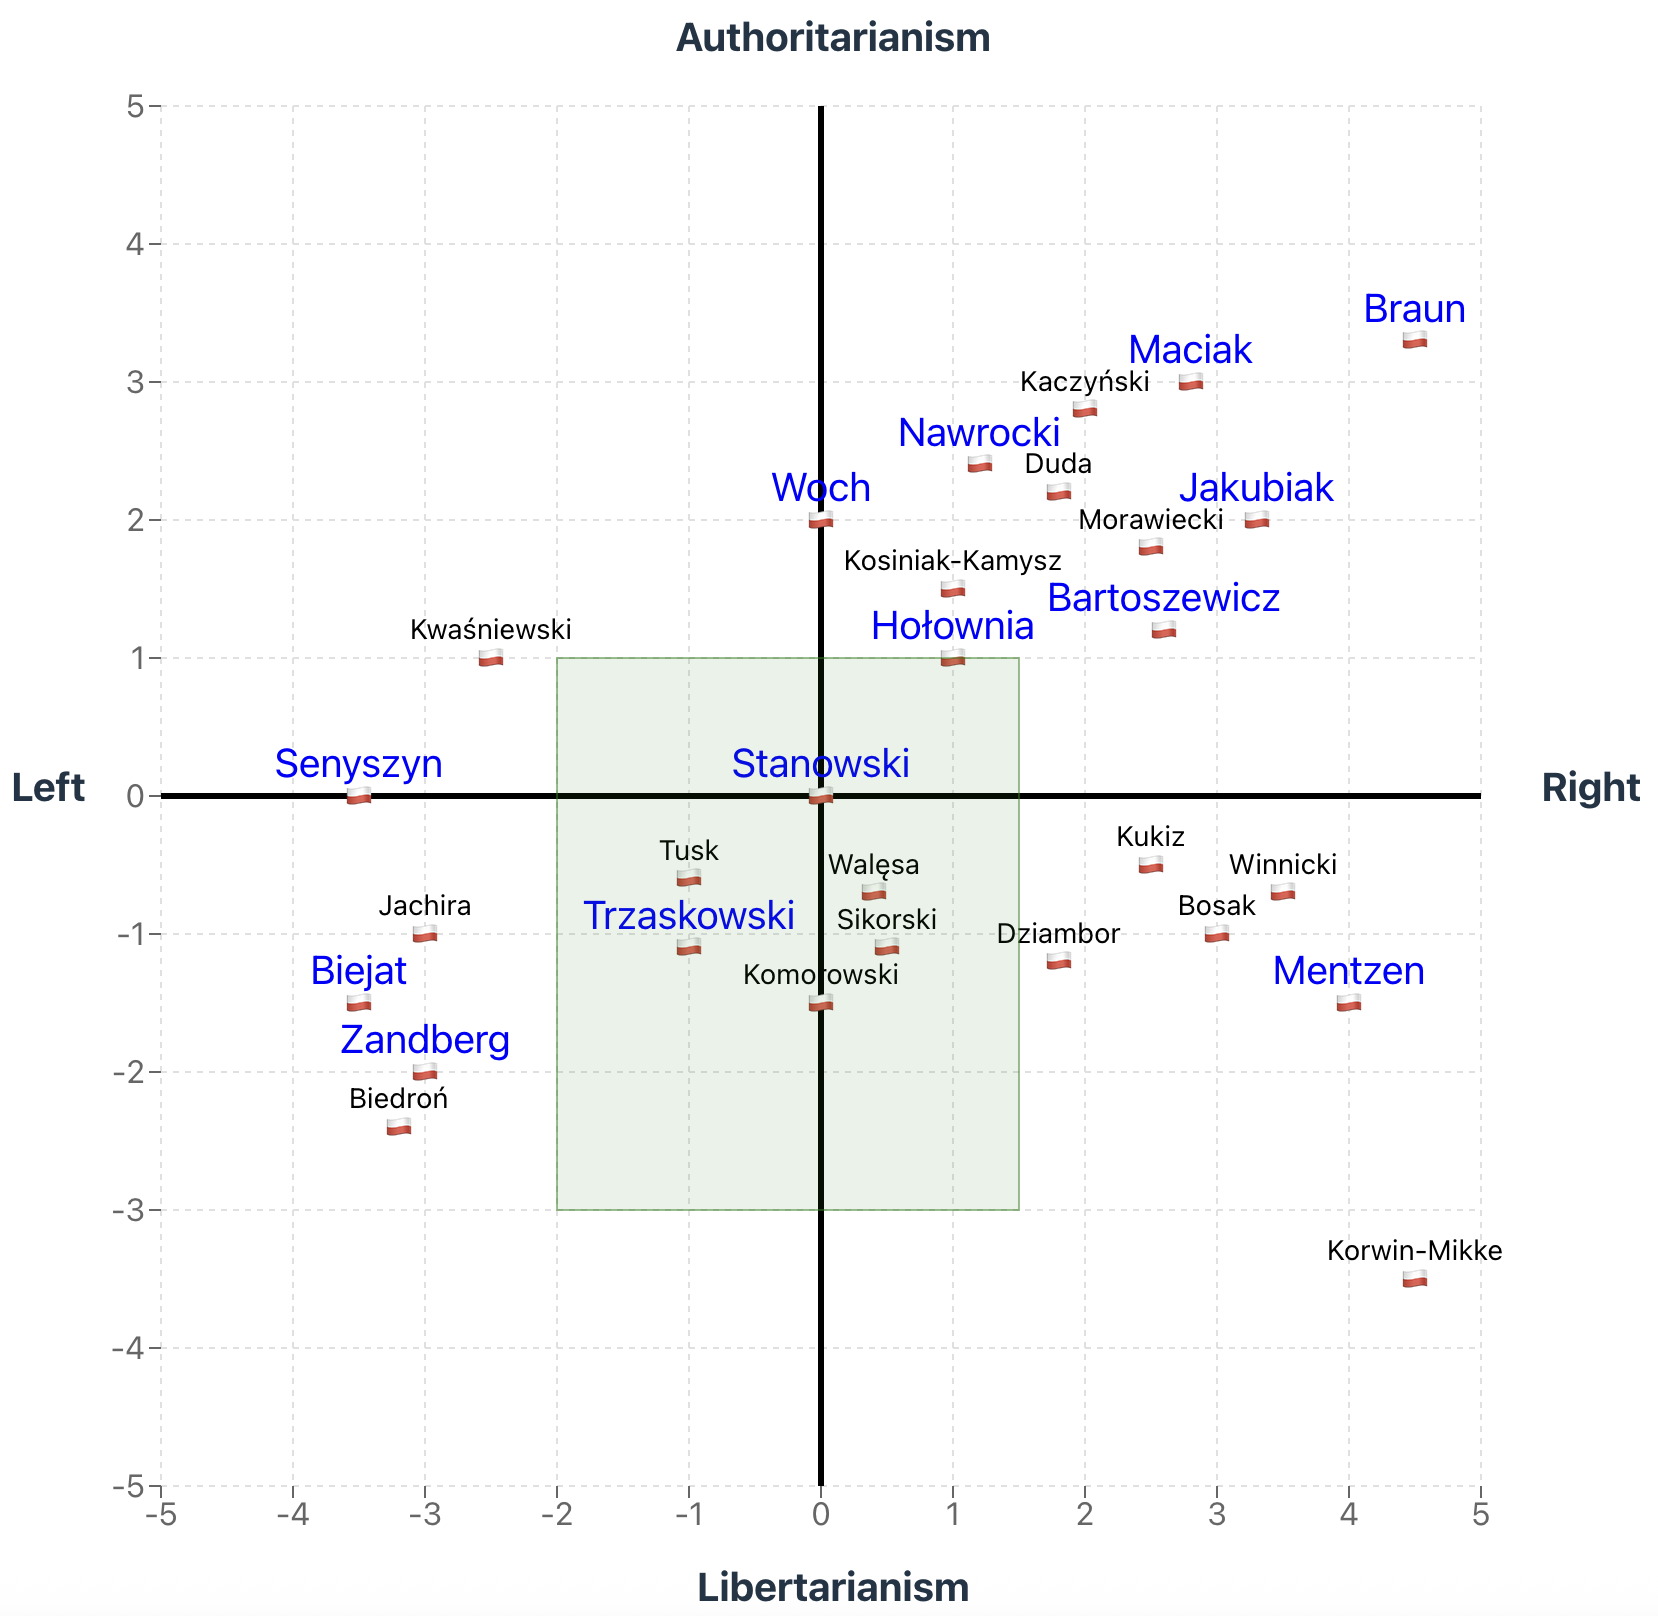 Authoritarianism
5
4
Braun
Maciak
3
Kaczyński
Nawrocki
Duda
Woch
Jakubiak
2
Morawiecki
Kosiniak-Kamysz
Bartoszewicz
Hołownia
Kwaśniewski
1
Senyszyn
Stanowski
Left
0
Right
Kukiz
Tusk
Wałęsa
Winnicki
Jachira
Bosak
Trzaskowski
Sikorski
-1
Dziambor
Biejat
Komorowski
Mentzen
Zandberg
-2
Biedroń
-3
Korwin-Mikke
-4
-5
-5 -4 -3 -2 -1 0 1 2 3 4 5
Libertarianism